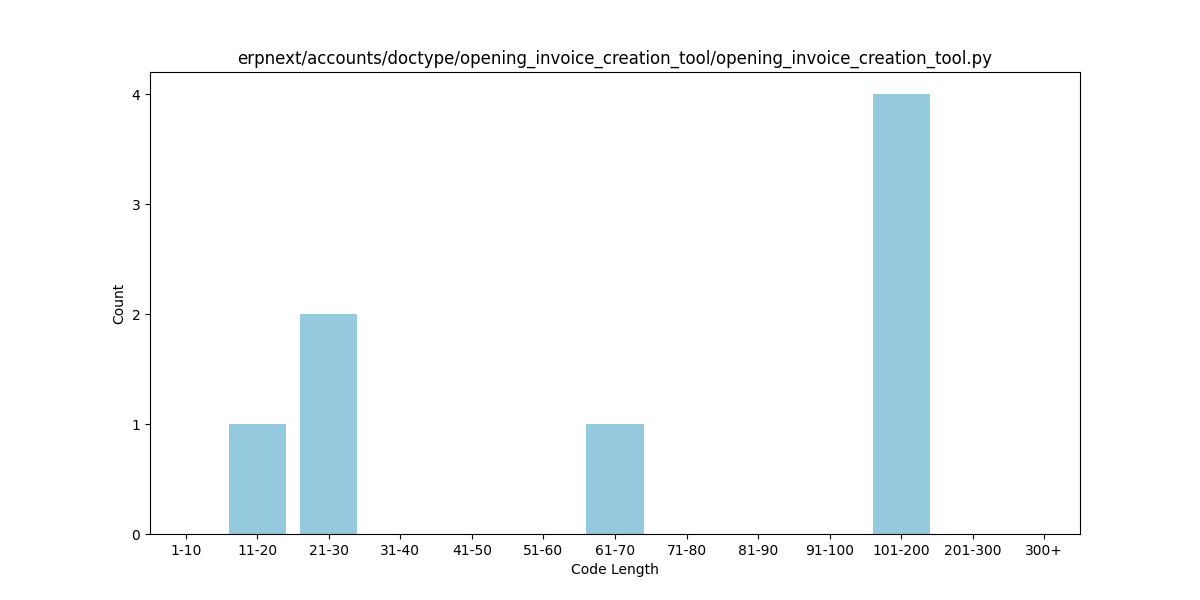 erpnext/accounts/doctype/opening_invoice_creation_tool/opening_invoice_creation_tool.py
4
3
2
1
0
Count
1-10 11-20 21-30 31-40 41-50 51-60 61-70 71-80 81-90 91-100 101-200 201-300 300+
Code Length